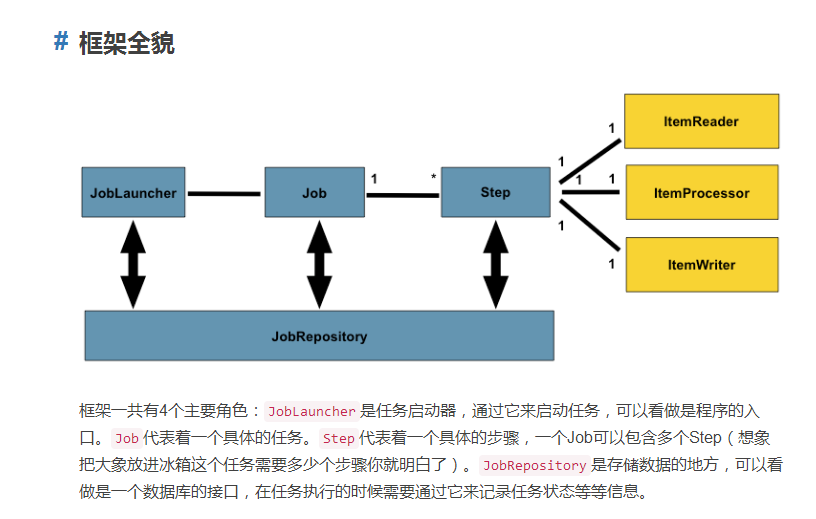 # 框架全貌
ItemReader
1
1
JobLauncher
Job
1
*
Step
1
1
ItemProcessor
1
1
ItemWriter
JobRepository
框架一共有4个主要角色：JobLauncher是任务启动器，通过它来启动任务，可以看做是程序的入
口。Job代表着一个具体的任务。Step代表着一个具体的步骤，一个Job可以包含多个Step（想象
把大象放进冰箱这个任务需要多少个步骤你就明白了）。JobRepository是存储数据的地方，可以看
做是一个数据库的接口，在任务执行的时候需要通过它来记录任务状态等等信息。